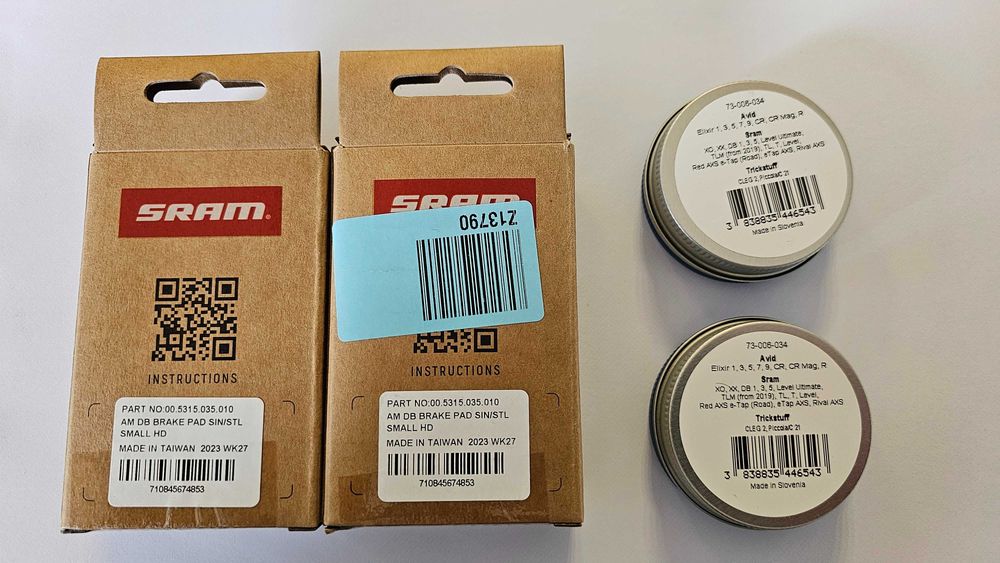 SRAM
INSTRUCTIONS
PART NO:00.5315.035.010
AM DB BRAKE PAD SIN/STL
SMALL HD
MADE IN TAIWAN 2023 WK27
710845674853
SRAM
Z13790
INSTRUCTIONS
PART NO:00.5315.035.010
AM DB BRAKE PAD SIN/STL
SMALL HD
MADE IN TAIWAN 2023 WK27
710845674853
73-006-034
Avid
Elixir 1, 3, 5, 7, 9, CR, CR Mag, R
Sram
XO, XX, DB 1, 3, 5, Level Ultimate,
TLM (from 2019), TL, T, Level,
Red AXS e-Tap (Road), eTap AXS, Rival AXS
Trickstuff
CLEG 2, Piccola/C 21
3 838835 446543
Made in Slovenia
73-006-034
Avid
Elixir 1, 3, 5, 7, 9, CR, CR Mag, R
Sram
XO, XX, DB 1, 3, 5, Level Ultimate,
TLM (from 2019), TL, T, Level,
Red AXS e-Tap (Road), eTap AXS, Rival AXS
Trickstuff
CLEG 2, Piccola/C 21
3 838835 446543
Made in Slovenia